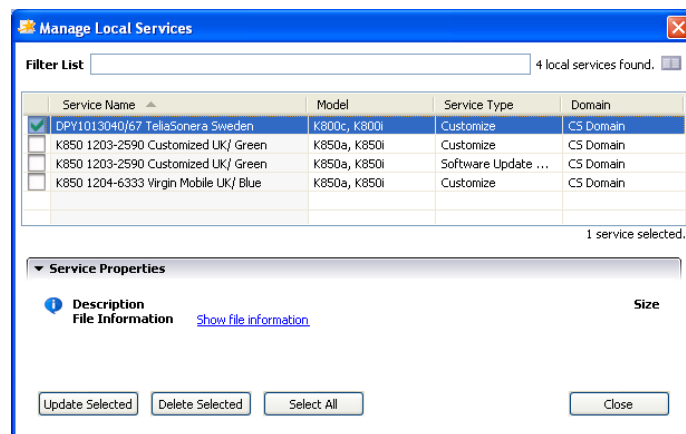 Manage Local Services
Filter List 4 local services found.
Service Name Model Service Type Domain
DPY1013040/67 TeliaSonera Sweden K800c, K800i Customize CS Domain
K850 1203-2590 Customized UK/ Green K850a, K850i Customize CS Domain
K850 1203-2590 Customized UK/ Green K850a, K850i Software Update ... CS Domain
K850 1204-6333 Virgin Mobile UK/ Blue K850a, K850i Customize CS Domain
1 service selected.
Service Properties
Description Size
File Information Show file information
Update Selected Delete Selected Select All Close